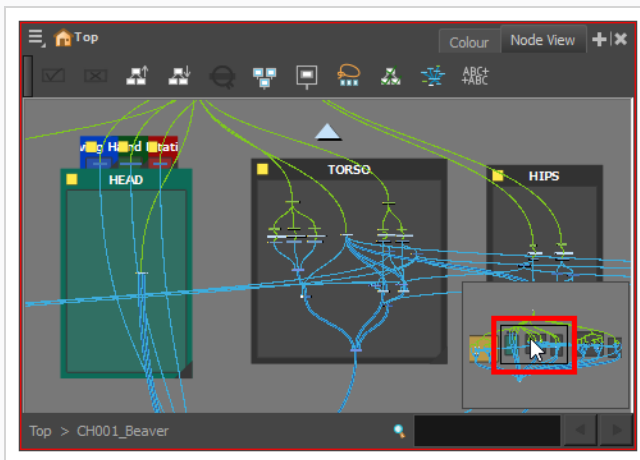 Top
Colour
Node View
ABC+
+ABC
HEAD
TORSO
HIPS
Top > CH001_Beaver